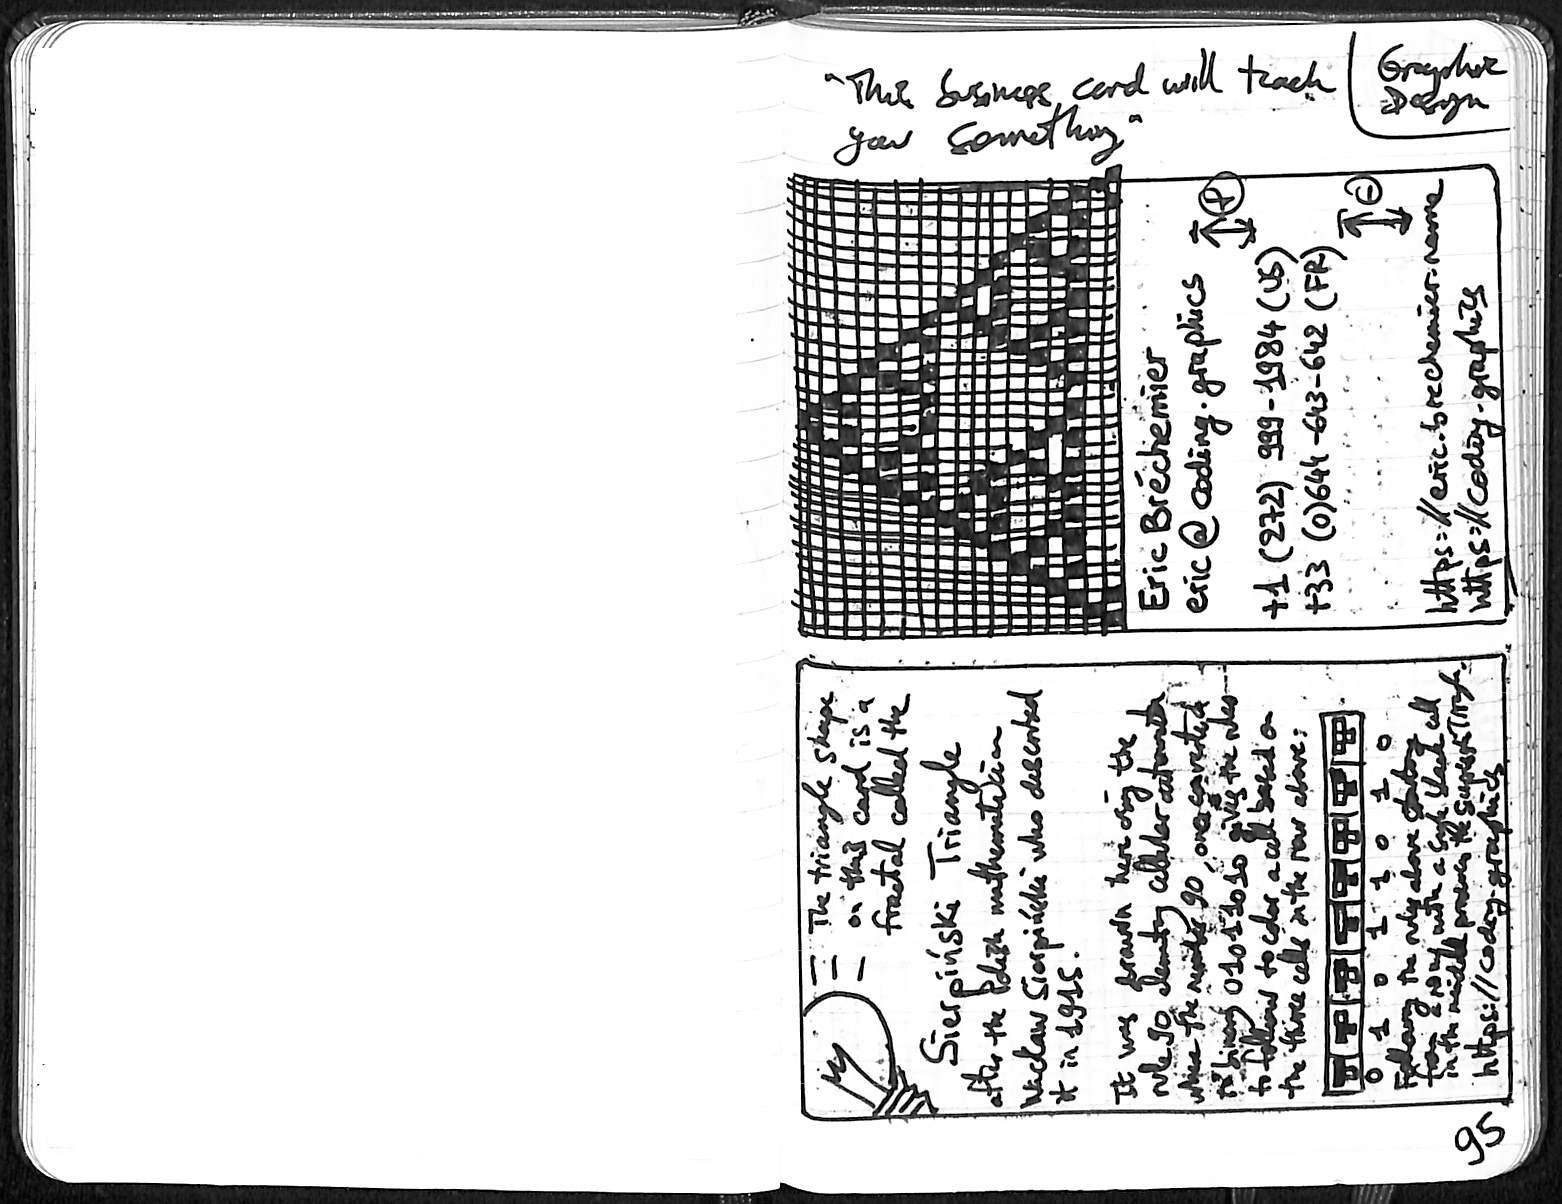 "This business card will teach
you something"
Graphic
Design
Eric Bréchemier
eric@coding.graphics
+1 (272) 999-1984 (US)
+33 (0)644-643-642 (FR)
https://eric.brechemier.name
https://coding.graphics
The triangle shape
on this card is a
fractal called the
Sierpiński Triangle
after the Polish mathematician
Wacław Sierpiński who described
it in 1915.
It was drawn here using the
rule 90 elementary cellular automaton
where the number 90, once converted
to binary 01011010 gives the rules
to follow to color a cell based on
the three cells in the row above:
0 1 0 1 1 0 1 0
Following the rules above starting
from a row with a single black cell
in the middle produces the Sierpiński Triangle.
https://coding.graphics
95